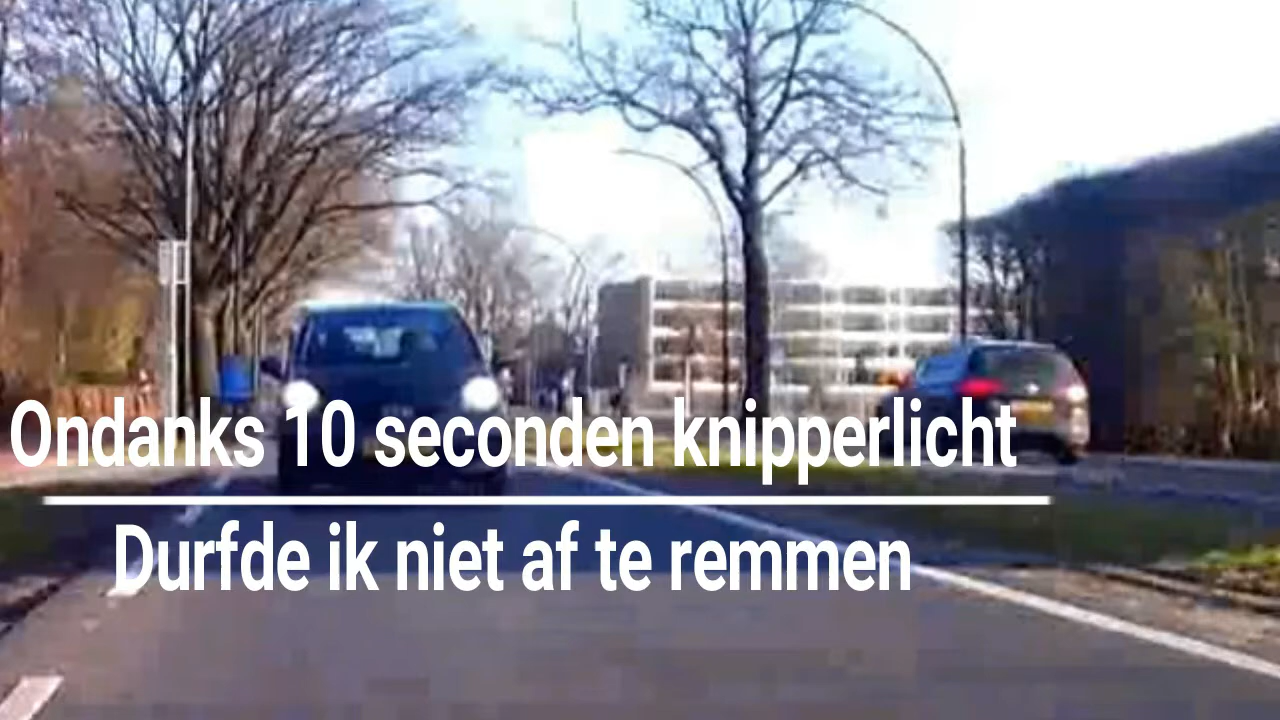 Ondanks 10 seconden knipperlicht
Durfde ik niet af te remmen